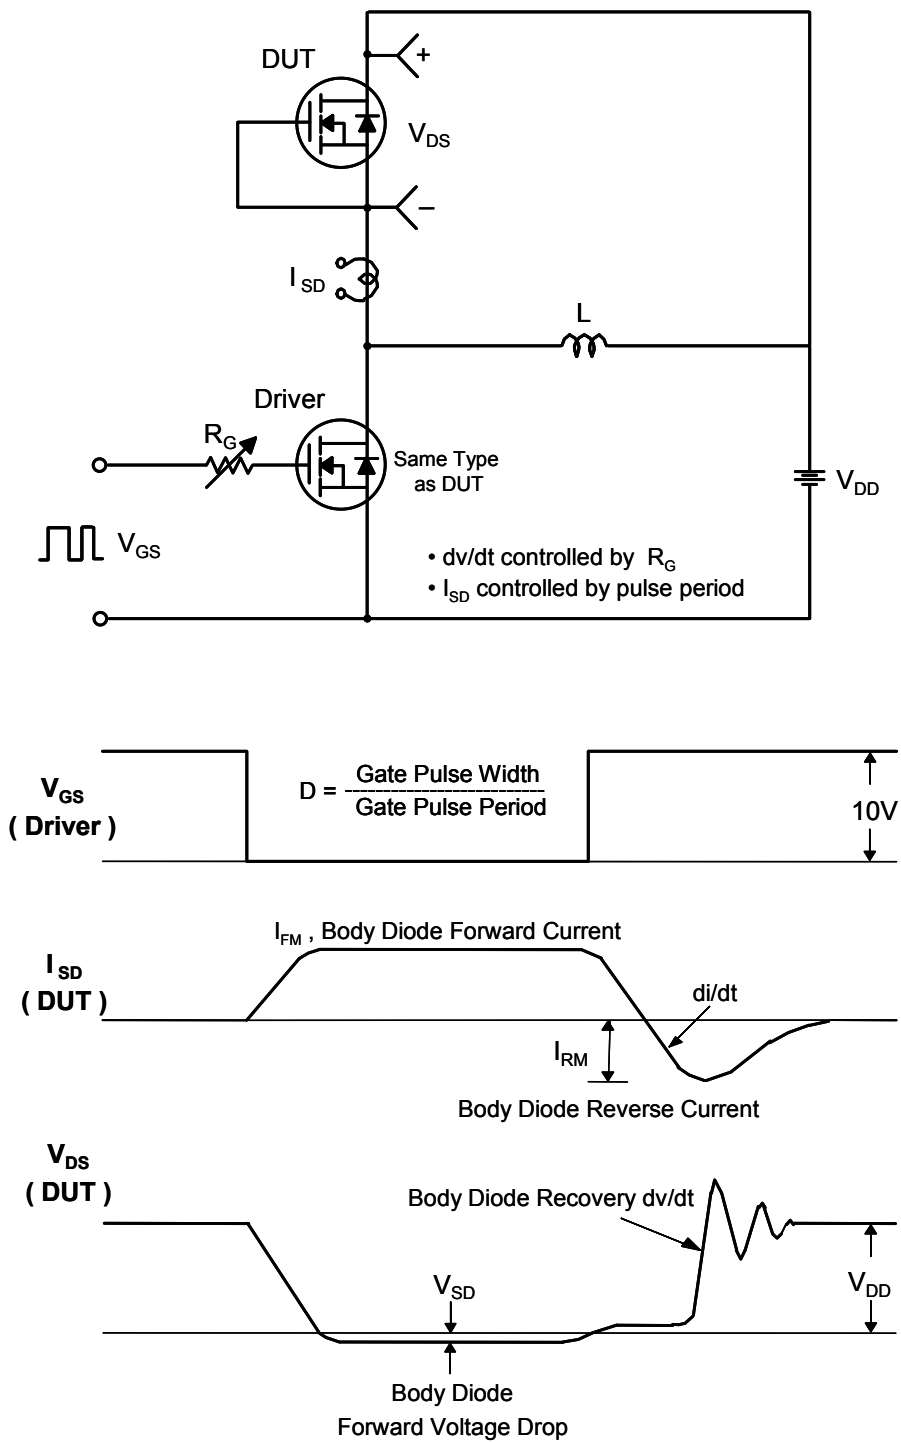 DUT
+
V_DS
−
I_SD
L
Driver
R_G
Same Type
as DUT
V_DD
V_GS
• dv/dt controlled by R_G
• I_SD controlled by pulse period
V_GS
( Driver )
D = Gate Pulse Width
--------------------------
Gate Pulse Period
10V
I_FM , Body Diode Forward Current
I_SD
( DUT )
di/dt
I_RM
Body Diode Reverse Current
V_DS
( DUT )
Body Diode Recovery dv/dt
V_SD
V_DD
Body Diode
Forward Voltage Drop